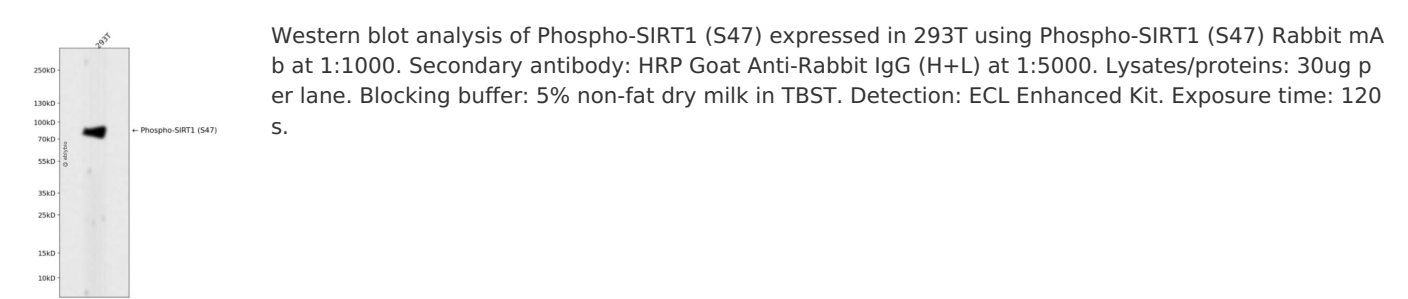 293T
Western blot analysis of Phospho-SIRT1 (S47) expressed in 293T using Phospho-SIRT1 (S47) Rabbit mA
b at 1:1000. Secondary antibody: HRP Goat Anti-Rabbit IgG (H+L) at 1:5000. Lysates/proteins: 30ug p
er lane. Blocking buffer: 5% non-fat dry milk in TBST. Detection: ECL Enhanced Kit. Exposure time: 120
s.
250kD
130kD
100kD
← Phospho-SIRT1 (S47)
70kD
55kD
35kD
25kD
15kD
10kD